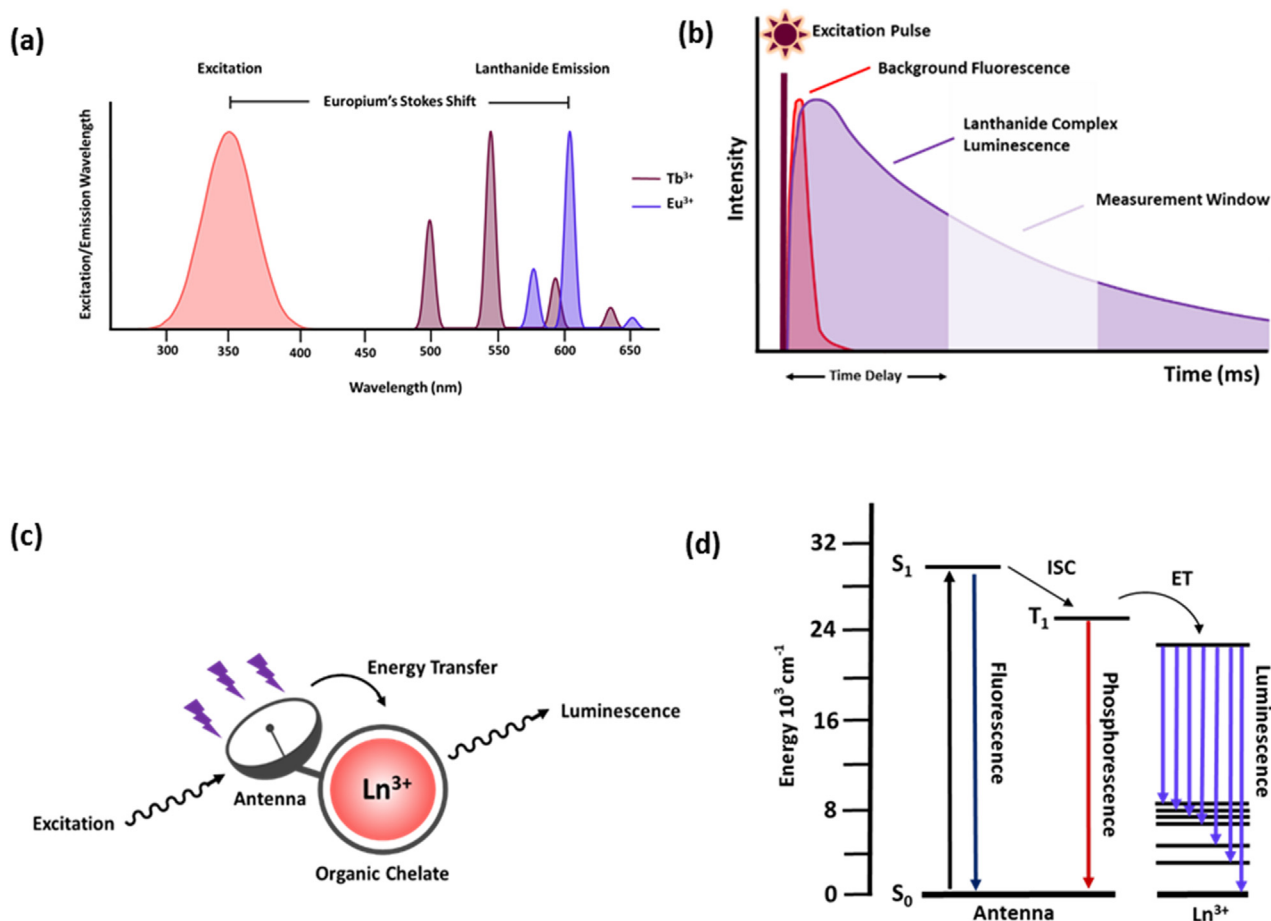 (a)
Excitation
Lanthanide Emission
Europium's Stokes Shift
Excitation/Emission Wavelength
Tb3+
Eu3+
300 350 400 450 500 550 600 650
Wavelength (nm)
(b)
Excitation Pulse
Background Fluorescence
Lanthanide Complex
Luminescence
Measurement Window
Intensity
Time Delay
Time (ms)
(c)
Energy Transfer
Luminescence
Ln3+
Antenna
Excitation
Organic Chelate
(d)
32
24
16
8
0
Energy 10^3 cm^-1
S1
ISC
T1
ET
Fluorescence
Phosphorescence
Luminescence
S0
Antenna
Ln3+